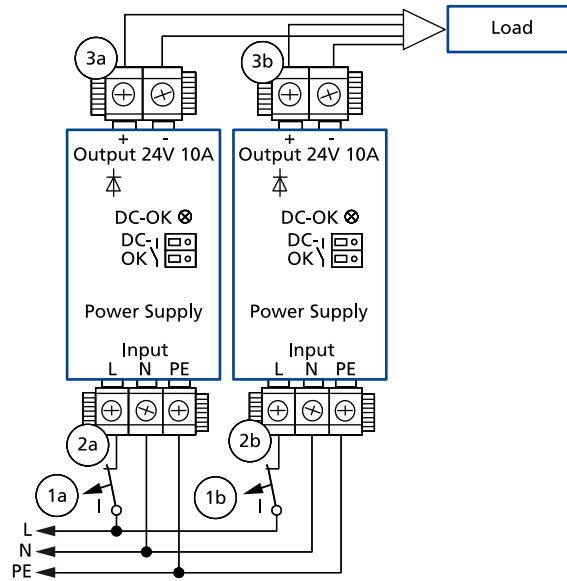 3a
3b
Load
+ -
Output 24V 10A
DC-OK
DC-
OK
Power Supply
Input
L N PE
+ -
Output 24V 10A
DC-OK
DC-
OK
Power Supply
Input
L N PE
2a
2b
1a
I
1b
I
L
N
PE